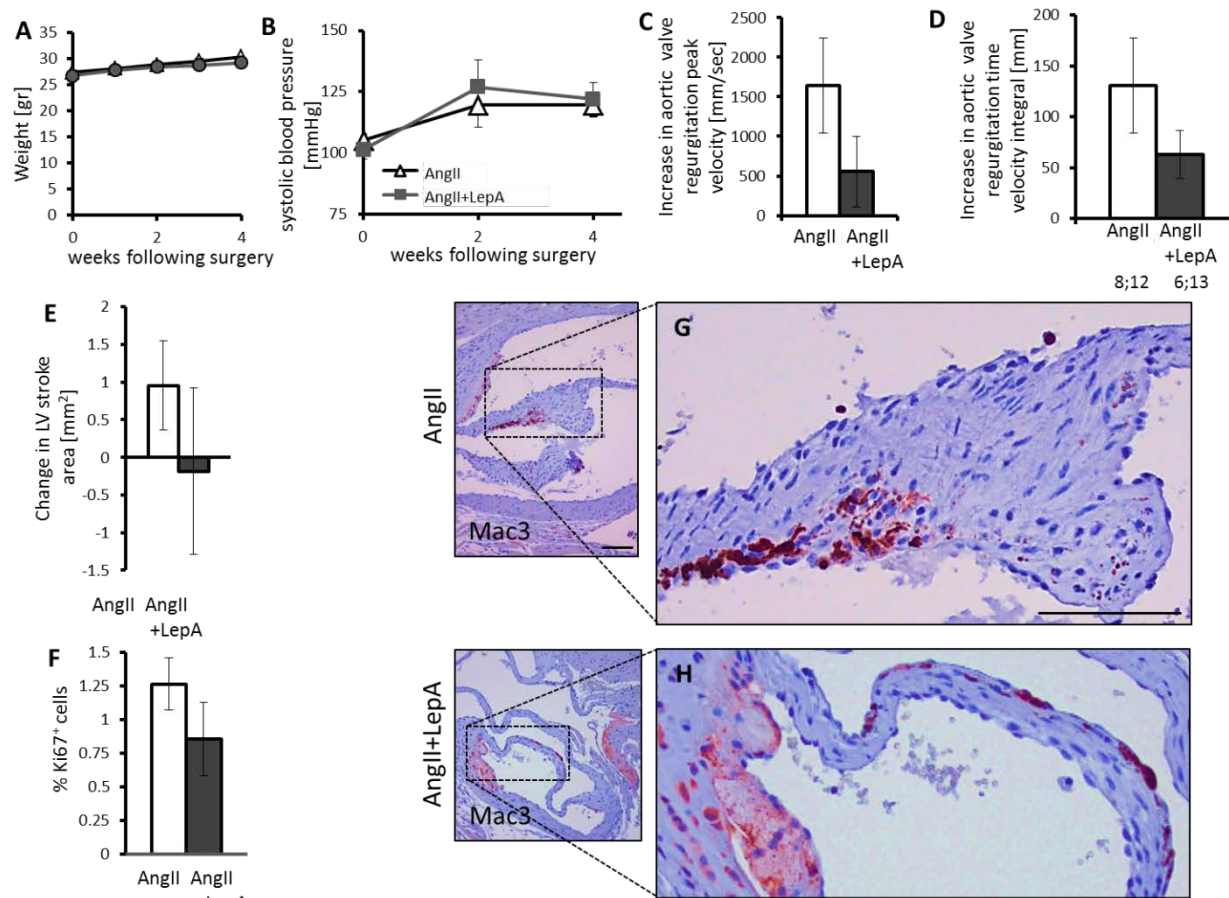 A
Weight [gr]
35
30
25
20
15
10
5
0
0 2 4
weeks following surgery
B
systolic blood pressure
[mmHg]
150
125
100
75
AngII
AngII+LepA
0 2 4
weeks following surgery
C
Increase in aortic valve
regurgitation peak
velocity [mm/sec]
2500
2000
1500
1000
500
0
AngII AngII
+LepA
D
Increase in aortic valve
regurgitation time
velocity integral [mm]
200
150
100
50
0
AngII AngII
+LepA
8;12 6;13
E
Change in LV stroke
area [mm2]
2
1.5
1
0.5
0
-0.5
-1
-1.5
AngII AngII
+LepA
F
% Ki67+ cells
1.5
1.25
1
0.75
0.5
0.25
0
AngII AngII
AngII
Mac3
G
AngII+LepA
Mac3
H